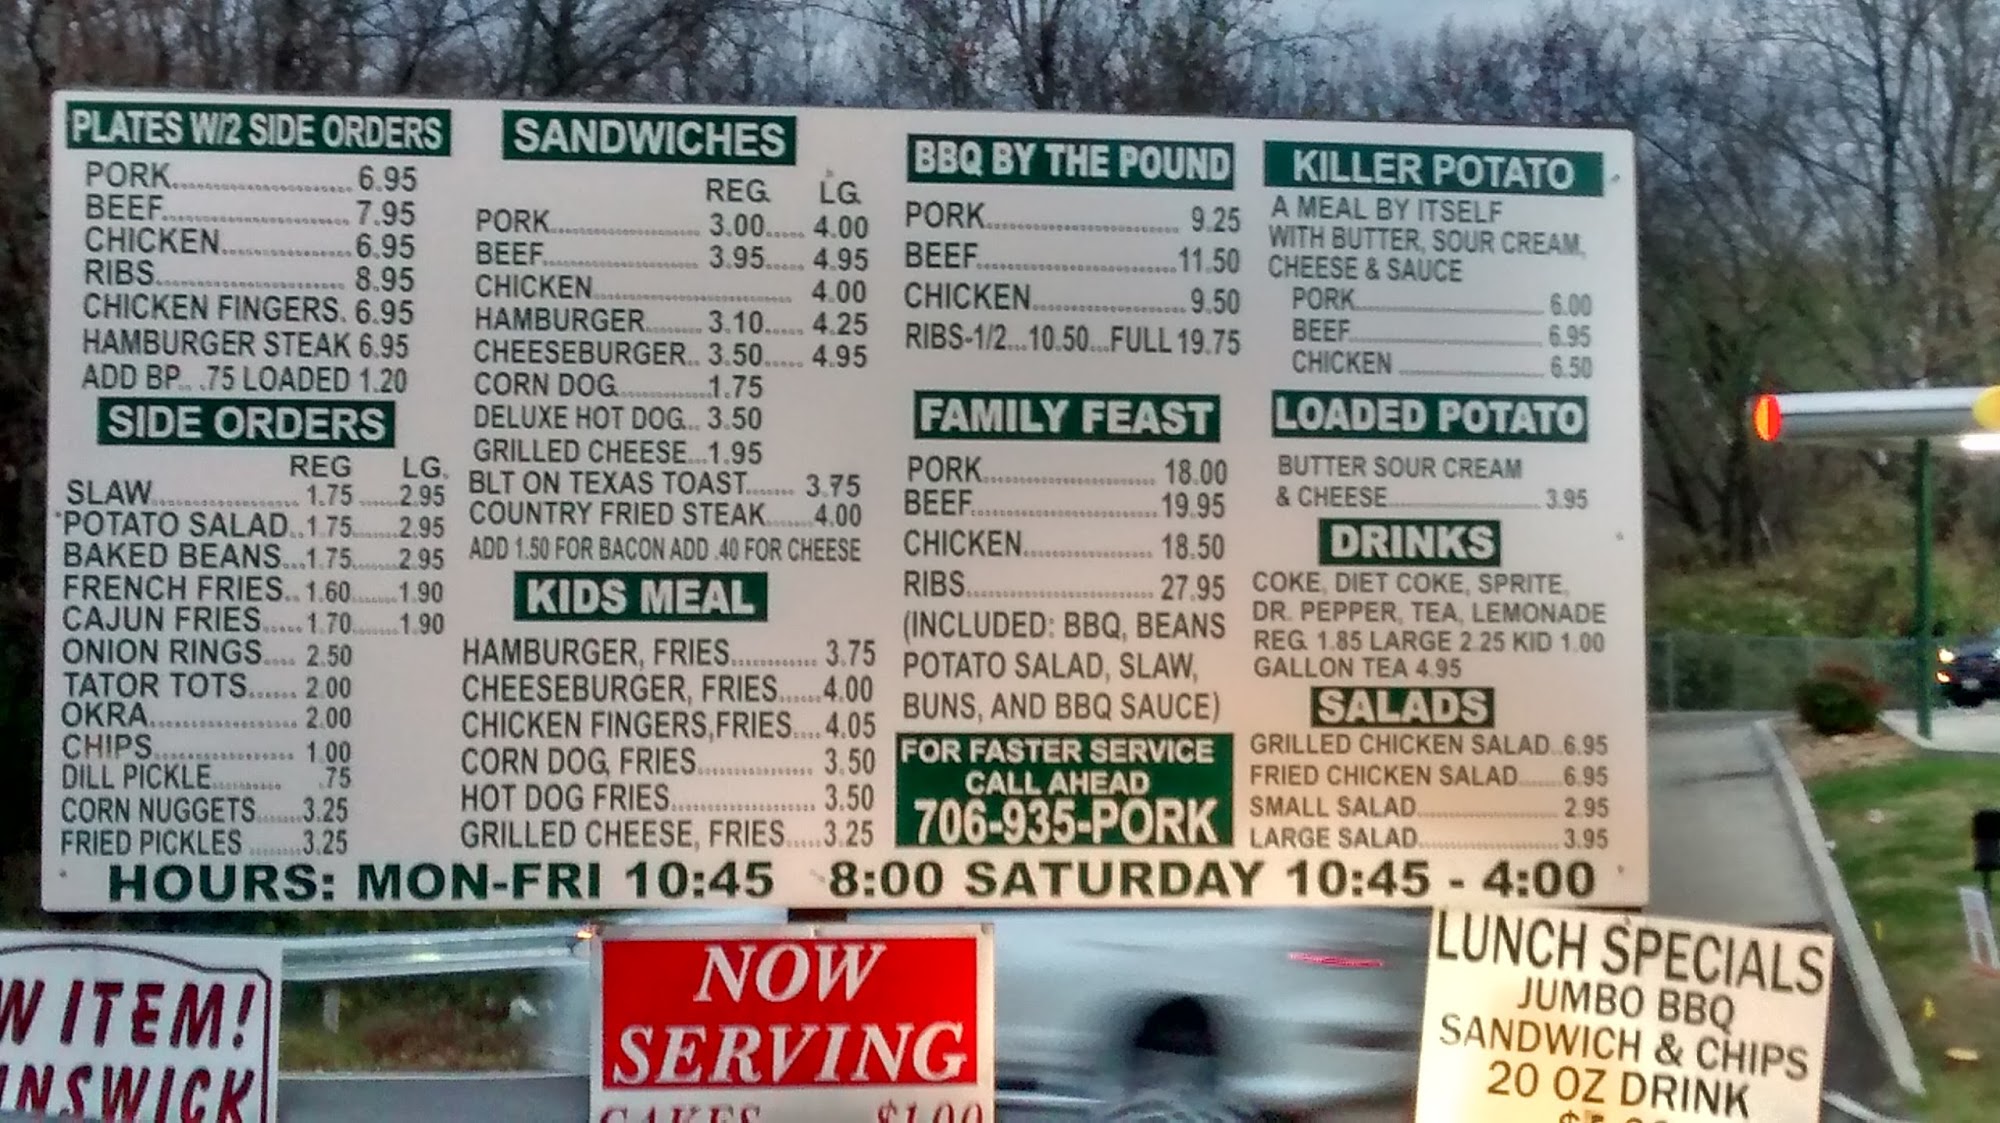 PLATES W/2 SIDE ORDERS
PORK 6.95
BEEF 7.95
CHICKEN 6.95
RIBS 8.95
CHICKEN FINGERS. 6.95
HAMBURGER STEAK 6.95
ADD BP... .75 LOADED 1.20
SIDE ORDERS
REG LG.
SLAW 1.75 2.95
POTATO SALAD 1.75 2.95
BAKED BEANS 1.75 2.95
FRENCH FRIES 1.60 1.90
CAJUN FRIES 1.70 1.90
ONION RINGS 2.50
TATOR TOTS 2.00
OKRA 2.00
CHIPS 1.00
DILL PICKLE .75
CORN NUGGETS 3.25
FRIED PICKLES 3.25
SANDWICHES
REG. LG.
PORK 3.00 4.00
BEEF 3.95 4.95
CHICKEN 4.00
HAMBURGER 3.10 4.25
CHEESEBURGER 3.50 4.95
CORN DOG 1.75
DELUXE HOT DOG 3.50
GRILLED CHEESE 1.95
BLT ON TEXAS TOAST 3.75
COUNTRY FRIED STEAK 4.00
ADD 1.50 FOR BACON ADD .40 FOR CHEESE
KIDS MEAL
HAMBURGER, FRIES 3.75
CHEESEBURGER, FRIES 4.00
CHICKEN FINGERS,FRIES 4.05
CORN DOG, FRIES 3.50
HOT DOG FRIES 3.50
GRILLED CHEESE, FRIES 3.25
BBQ BY THE POUND
PORK 9.25
BEEF 11.50
CHICKEN 9.50
RIBS-1/2...10.50...FULL 19.75
FAMILY FEAST
PORK 18.00
BEEF 19.95
CHICKEN 18.50
RIBS 27.95
(INCLUDED: BBQ, BEANS
POTATO SALAD, SLAW,
BUNS, AND BBQ SAUCE)
FOR FASTER SERVICE
CALL AHEAD
706-935-PORK
KILLER POTATO
A MEAL BY ITSELF
WITH BUTTER, SOUR CREAM,
CHEESE & SAUCE
PORK 6.00
BEEF 6.95
CHICKEN 6.50
LOADED POTATO
BUTTER SOUR CREAM
& CHEESE 3.95
DRINKS
COKE, DIET COKE, SPRITE,
DR. PEPPER, TEA, LEMONADE
REG. 1.85 LARGE 2.25 KID 1.00
GALLON TEA 4.95
SALADS
GRILLED CHICKEN SALAD 6.95
FRIED CHICKEN SALAD 6.95
SMALL SALAD 2.95
LARGE SALAD 3.95
HOURS: MON-FRI 10:45 8:00 SATURDAY 10:45 - 4:00
W ITEM!
NSWICK
NOW
SERVING
CAKES $1.00
LUNCH SPECIALS
JUMBO BBQ
SANDWICH & CHIPS
20 OZ DRINK